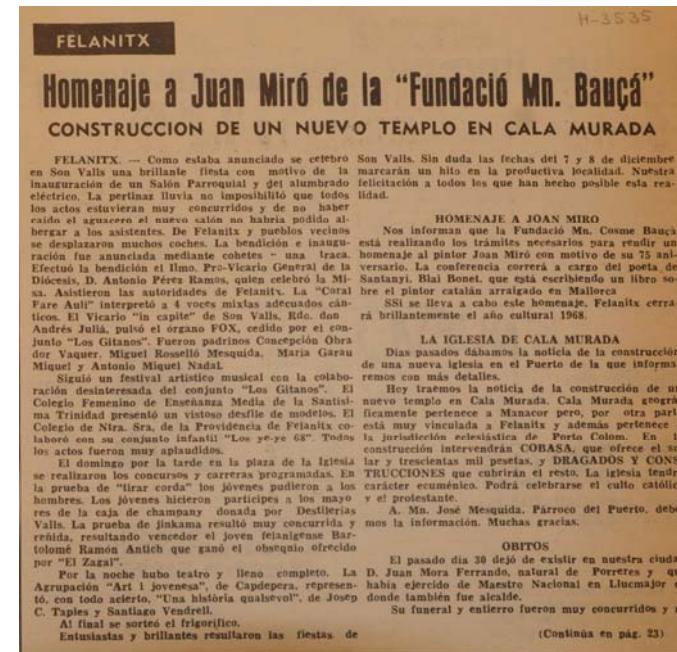 H-3535
FELANITX
Homenaje a Juan Miró de la "Fundació Mn. Bauçá"
CONSTRUCCION DE UN NUEVO TEMPLO EN CALA MURADA
FELANITX. — Como estaba anunciado se celebró
en Son Valls una brillante fiesta con motivo de la
inauguración de un Salón Parroquial y del alumbrado
eléctrico. La pertinaz lluvia no imposibilitó que todos
los actos estuvieran muy concurridos y de no haber
caído el aguacero el nuevo salón no habría podido al-
bergar a los asistentes. De Felanitx y pueblos vecinos
se desplazaron muchos coches. La bendición e inaugu-
ración fue anunciada mediante cohetes - una traca.
Efectuó la bendición el Ilmo. Pro-Vicario General de la
Diócesis, D. Antonio Pérez Ramos, quien celebró la Mi-
sa. Asistieron las autoridades de Felanitx. La "Coral
Fare Aulí" interpretó a 4 voces mixtas adecuados cán-
ticos. El Vicario "in capite" de Son Valls, Rdo. don
Andrés Juliá, pulsó el órgano FOX, cedido por el con-
junto "Los Gitanos". Fueron padrinos Concepción Obra
dor Vaquer, Miguel Rosselló Mesquida, María Garau
Miquel y Antonio Miquel Nadal.
Siguió un festival artístico musical con la colabo-
ración desinteresada del conjunto "Los Gitanos". El
Colegio Femenino de Enseñanza Media de la Santísi-
ma Trinidad presentó un vistoso desfile de modelos. El
Colegio de Ntra. Sra. de la Providencia de Felanitx co-
laboró con su conjunto infantil "Los ye-ye 68". Todos
los actos fueron muy aplaudidos.
El domingo por la tarde en la plaza de la Iglesia
se realizaron los concursos y carreras programadas. En
la prueba de "tirar corda" los jóvenes pudieron a los
hombres. Los jóvenes hicieron partícipes a los mayo
res de la caja de champany donada por Destilerías
Valls. La prueba de jinkama resultó muy concurrida y
reñida, resultando vencedor el joven felanigense Bar-
tolomé Ramón Antich que ganó el obsequio ofrecido
por "El Zagal".
Por la noche hubo teatro y lleno completo. La
Agrupación "Art i jovenesa", de Capdepera, represen-
tó, con todo acierto, "Una història qualsevol", de Josep
C. Tapies y Santiago Vendrell.
Al final se sorteó el frigorífico.
Entusiastas y brillantes resultaron las fiestas de
Son Valls. Sin duda las fechas del 7 y 8 de diciembre
marcarán un hito en la productiva localidad. Nuestra
felicitación a todos los que han hecho posible esta rea-
lidad.
HOMENAJE A JOAN MIRO
Nos informan que la Fundació Mn. Cosme Bauçà
está realizando los trámites necesarios para rendir un
homenaje al pintor Joan Miró con motivo de su 75 ani-
versario. La conferencia correrá a cargo del poeta de
Santanyí, Blai Bonet, que está escribiendo un libro so-
bre el pintor catalán arraigado en Mallorca
SSi se lleva a cabo este homenaje, Felanitx cerra-
rá brillantemente el año cultural 1968.
LA IGLESIA DE CALA MURADA
Días pasados dábamos la noticia de la construcción
de una nueva iglesia en el Puerto de la que informa
remos con más detalles.
Hoy traemos la noticia de la construcción de un
nuevo templo en Cala Murada. Cala Murada geográ
ficamente pertenece a Manacor pero, por otra part
está muy vinculada a Felanitx y además pertenece
la jurisdicción eclesiástica de Porto Colom. En l
construcción intervendrán COBASA, que ofrece el so
lar y trescientas mil pesetas, y DRAGADOS Y CONS
TRUCCIONES que cubrirán el resto. La iglesia tendr
carácter ecuménico. Podrá celebrarse el culto católic
y el protestante.
A. Mn. José Mesquida, Párroco del Puerto, debe
mos la información. Muchas gracias.
OBITOS
El pasado día 30 dejó de existir en nuestra ciuda
D. Juan Mora Ferrando, natural de Porreres y qu
había ejercido de Maestro Nacional en Llucmajor
donde también fue alcalde.
Su funeral y entierro fueron muy concurridos y
(Continúa en pág. 23)